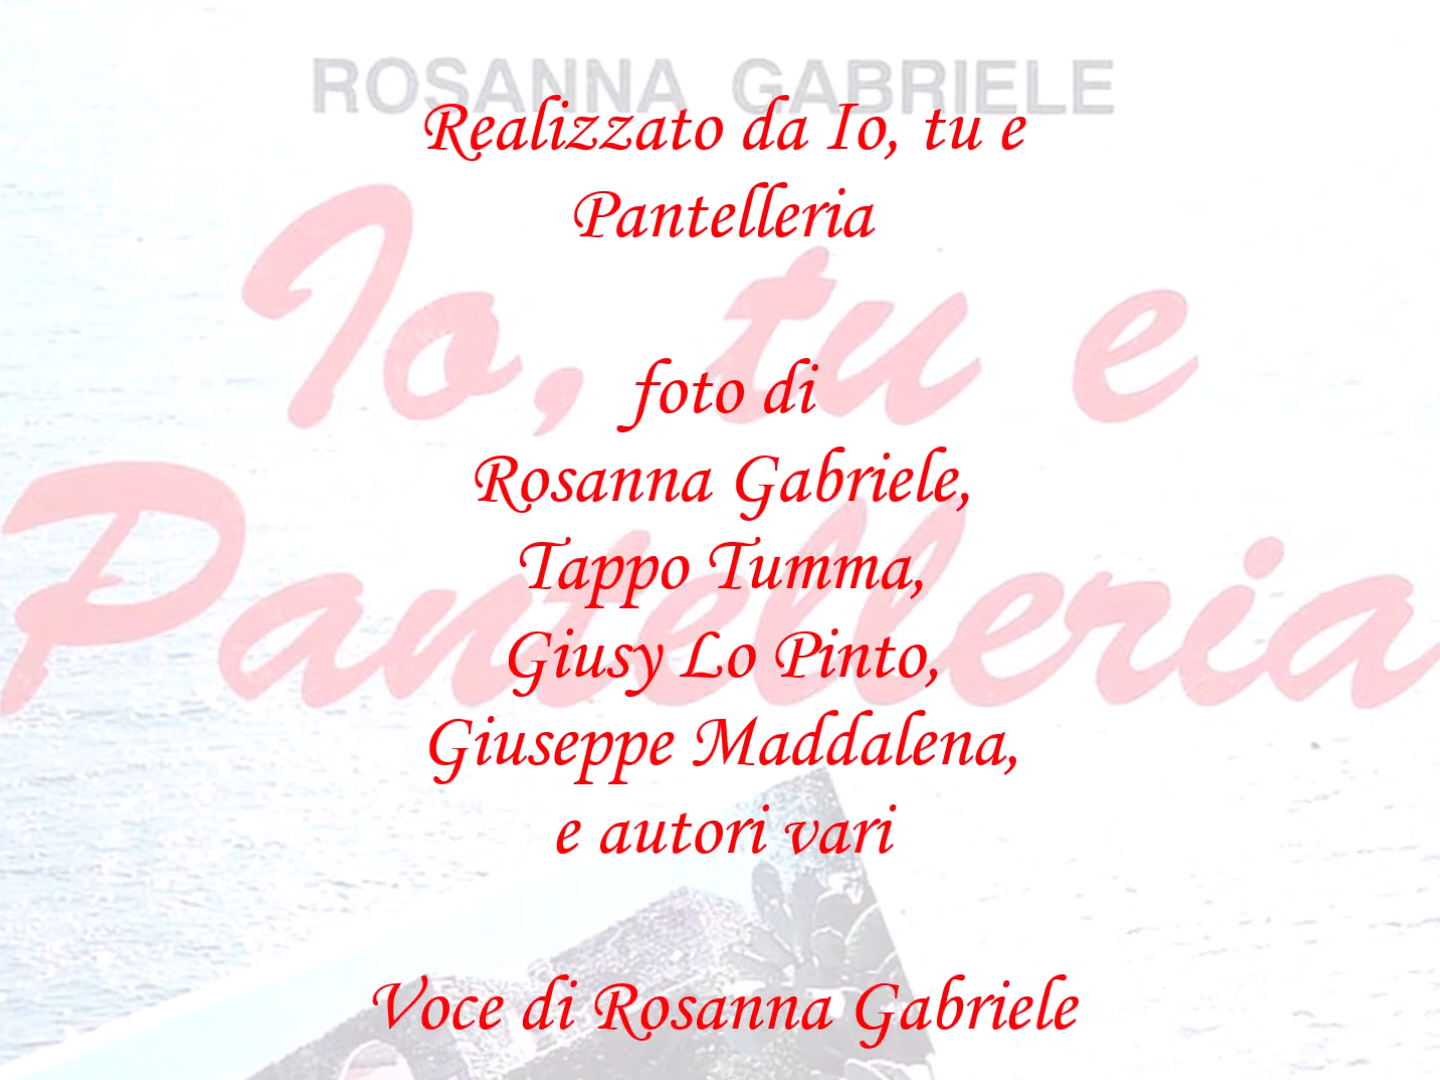 ROSANNA GABRIELE
Realizzato da Io, tu e
Pantelleria
Io, tu e
Pantelleria
foto di
Rosanna Gabriele,
Tappo Tumma,
Giusy Lo Pinto,
Giuseppe Maddalena,
e autori vari
Voce di Rosanna Gabriele